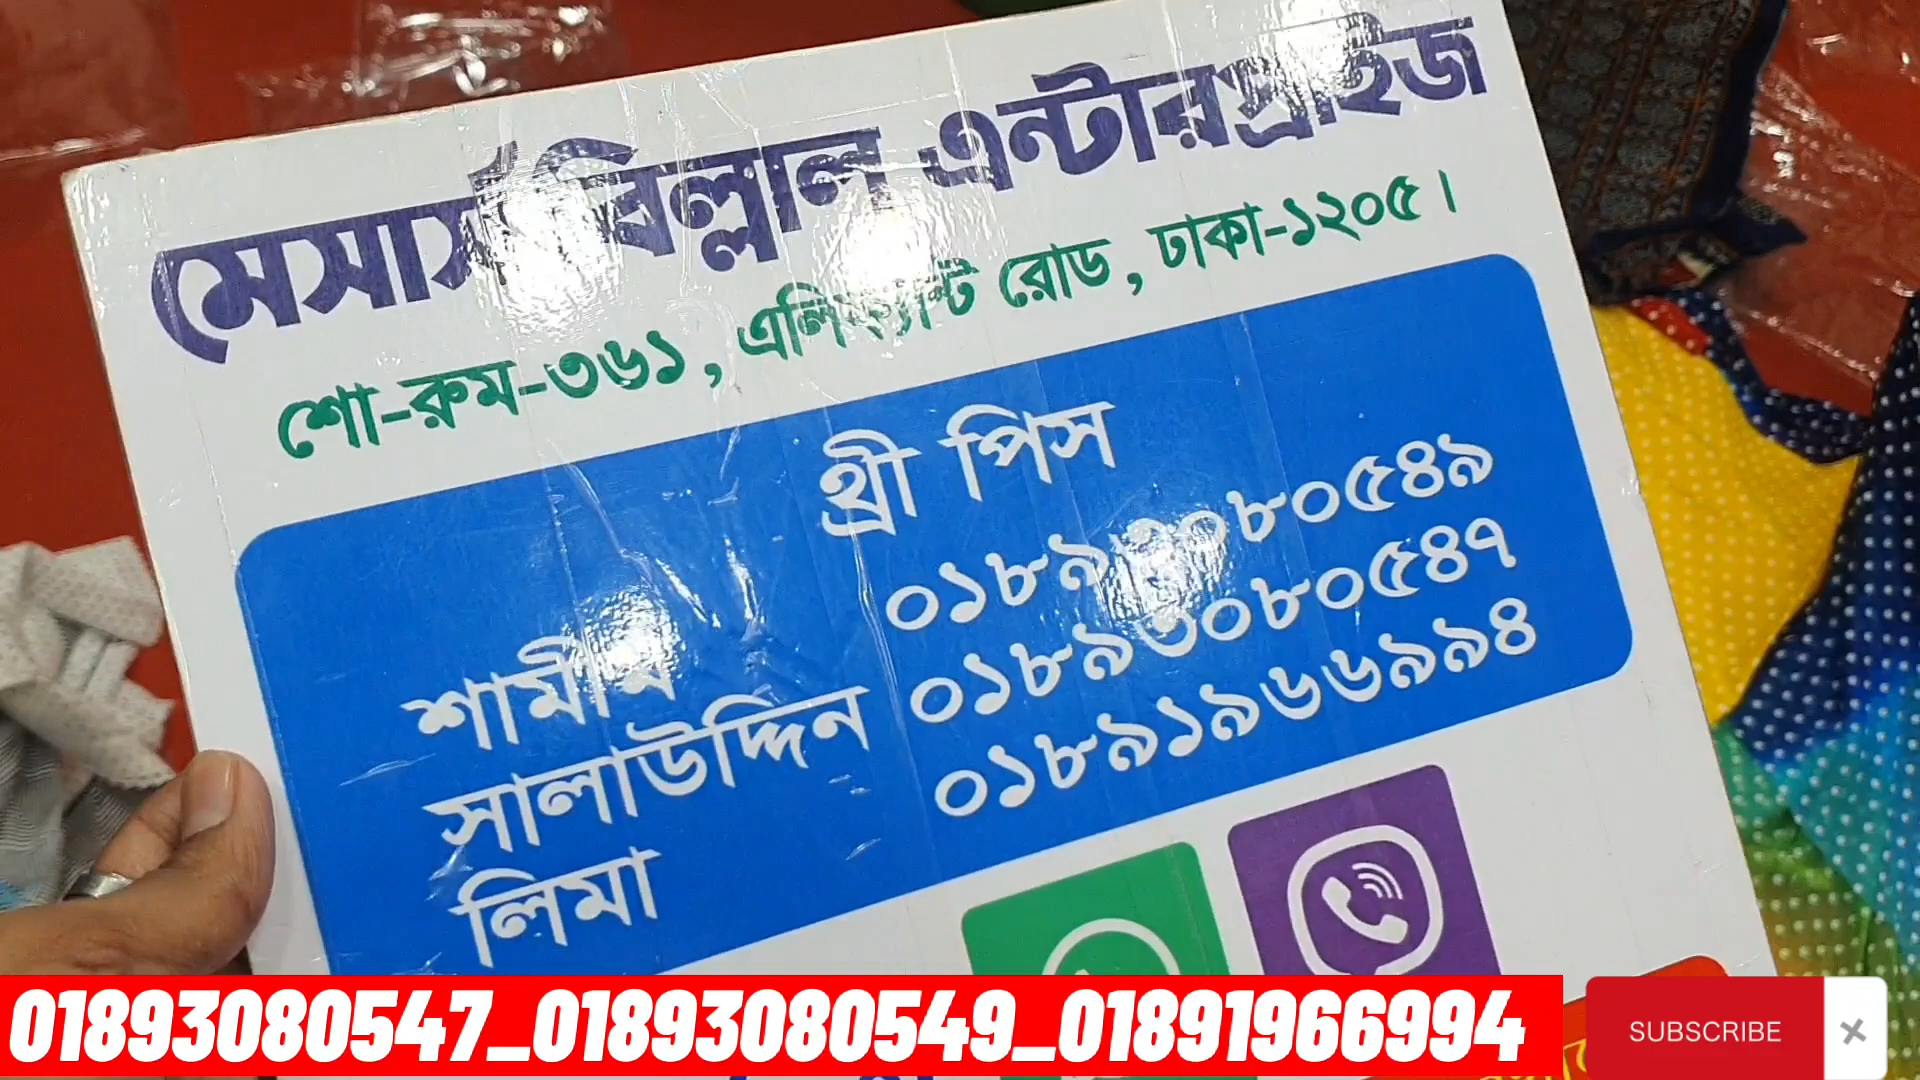 মেসার্স বিল্লাল এন্টারপ্রাইজ
শো-রুম-৩৬১, এলিফ্যান্ট রোড, ঢাকা-১২০৫।
থ্রী পিস
শামীম ০১৮৯৩০৮০৫৪৯
সালাউদ্দিন ০১৮৯৩০৮০৫৪৭
লিমা ০১৮৯১৯৬৬৯৯৪
01893080547_01893080549_01891966994
SUBSCRIBE